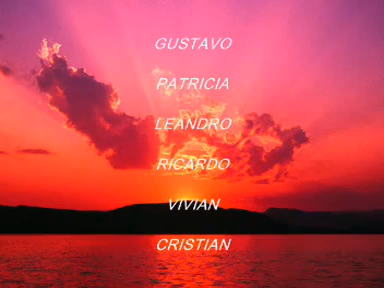 GUSTAVO
PATRICIA
LEANDRO
RICARDO
VIVIAN
CRISTIAN